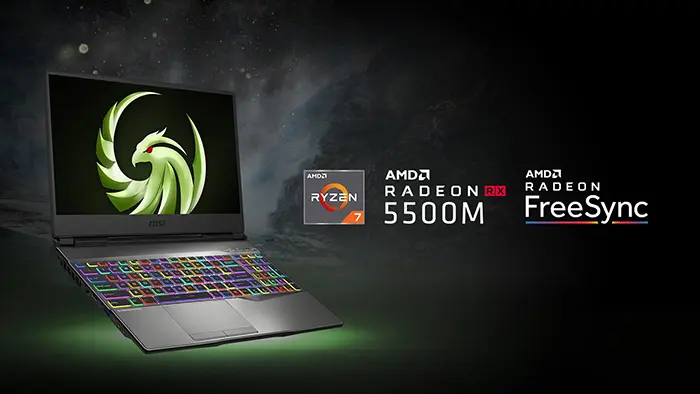 msi
AMD
RYZEN
7
AMD
RADEON RX
5500M
AMD
RADEON
FreeSync